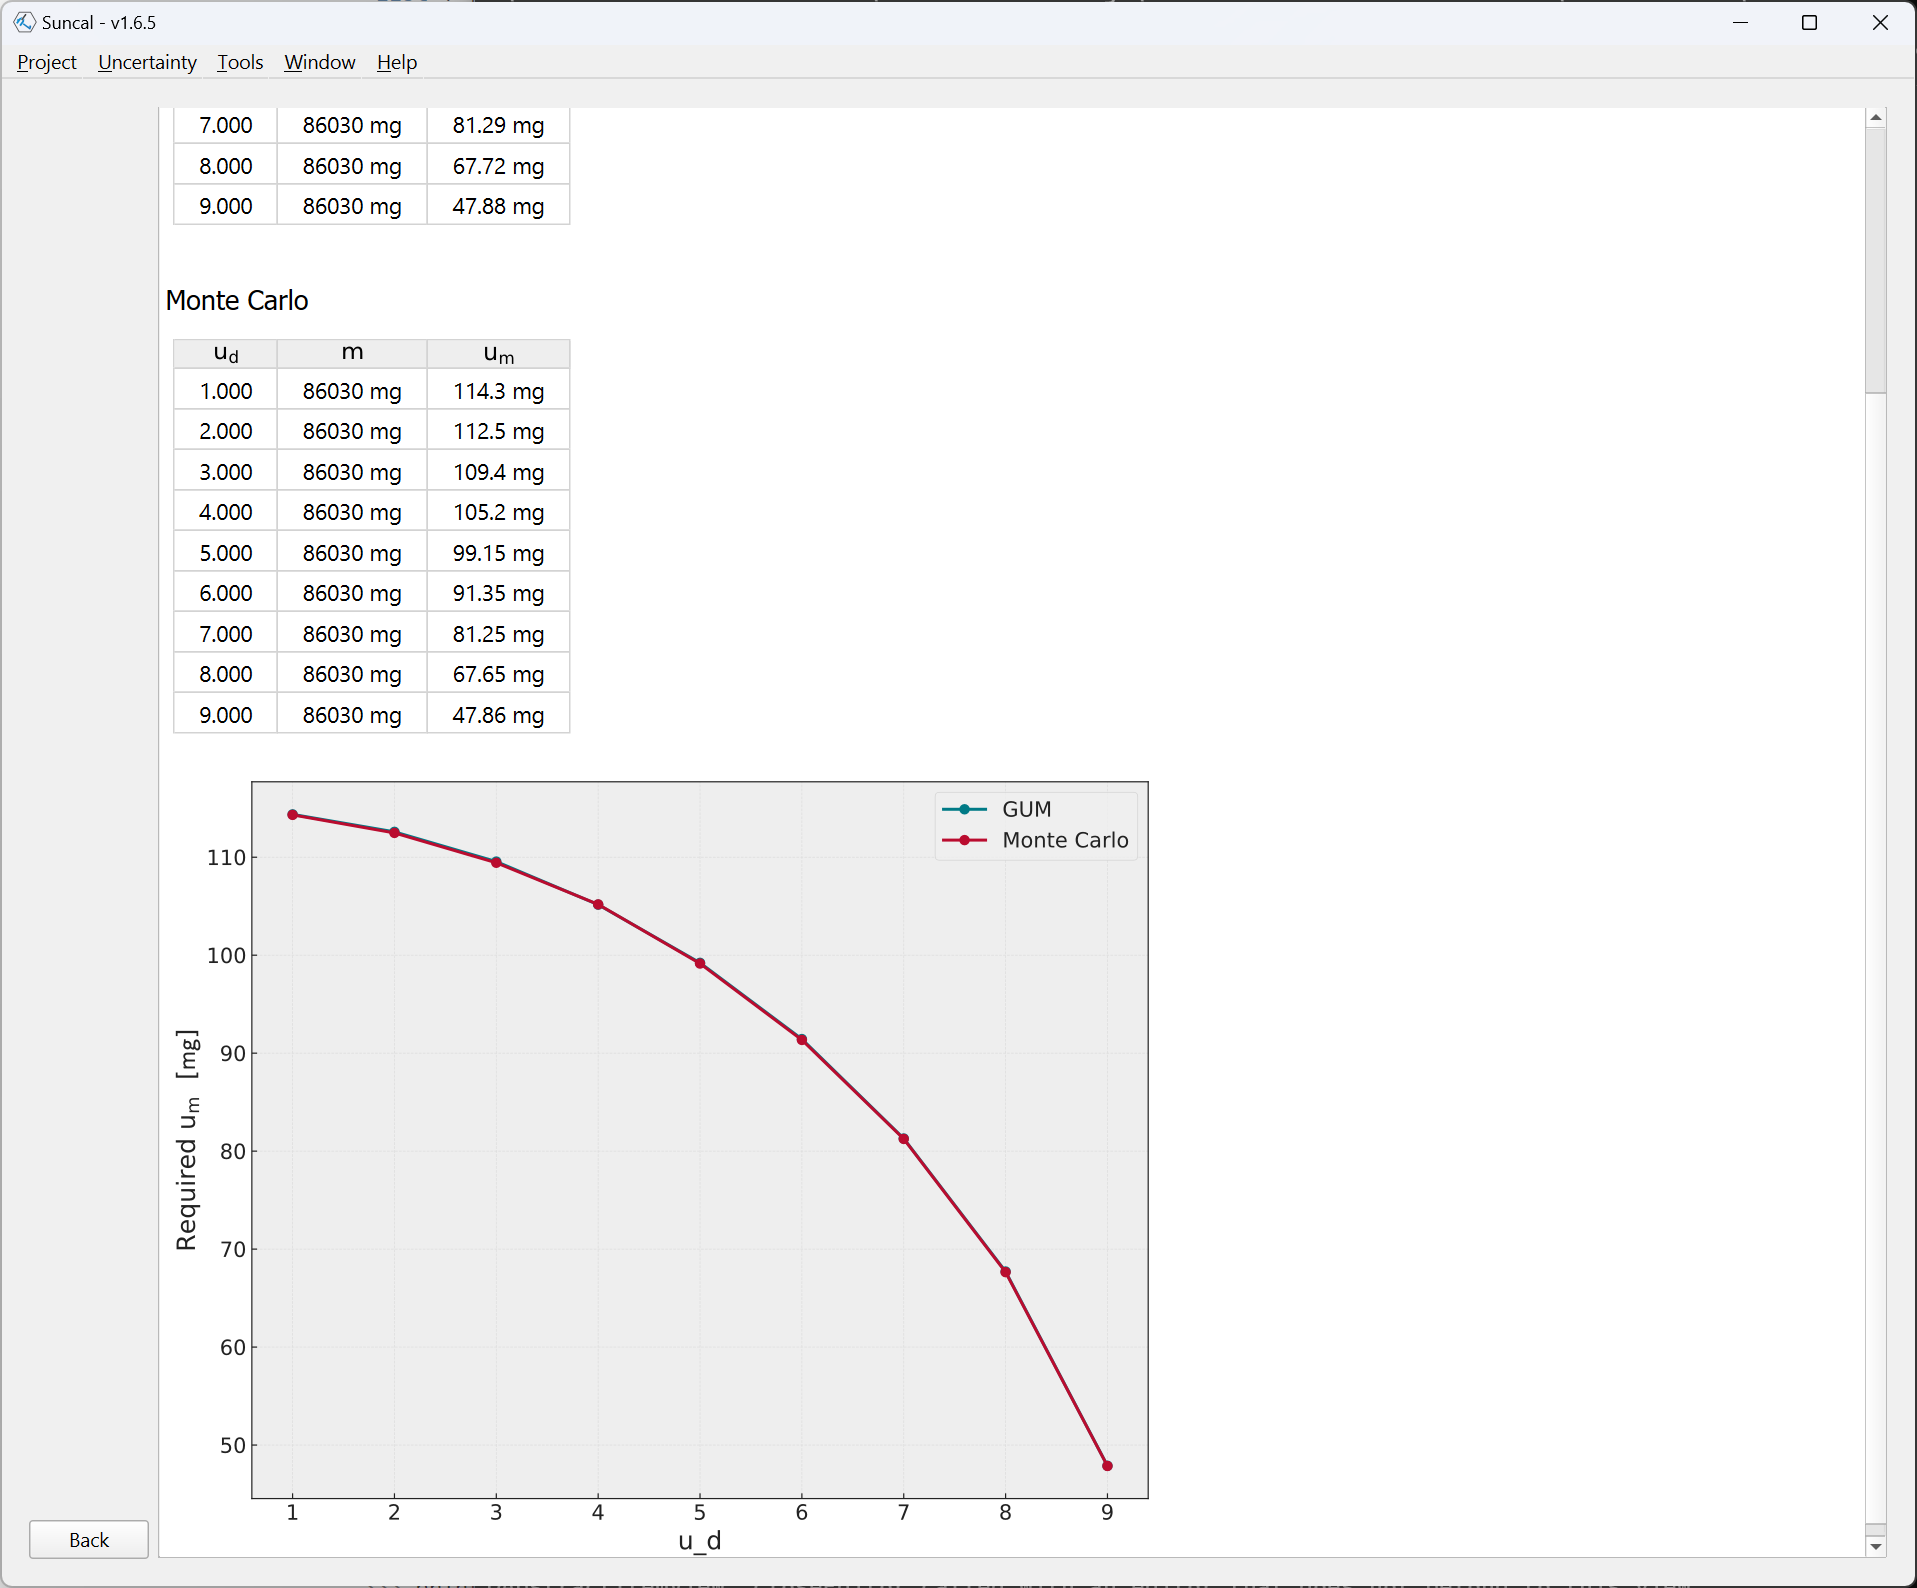 Suncal - v1.6.5
Project Uncertainty Tools Window Help
7.000 86030 mg 81.29 mg
8.000 86030 mg 67.72 mg
9.000 86030 mg 47.88 mg
Monte Carlo
u_d m u_m
1.000 86030 mg 114.3 mg
2.000 86030 mg 112.5 mg
3.000 86030 mg 109.4 mg
4.000 86030 mg 105.2 mg
5.000 86030 mg 99.15 mg
6.000 86030 mg 91.35 mg
7.000 86030 mg 81.25 mg
8.000 86030 mg 67.65 mg
9.000 86030 mg 47.86 mg
GUM
Monte Carlo
110
100
90
80
70
60
50
Required u_m [mg]
1 2 3 4 5 6 7 8 9
u_d
Back